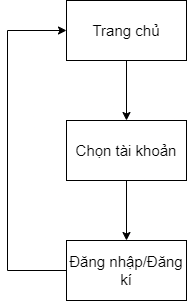 Trang chủ
Chọn tài khoản
Đăng nhập/Đăng
kí